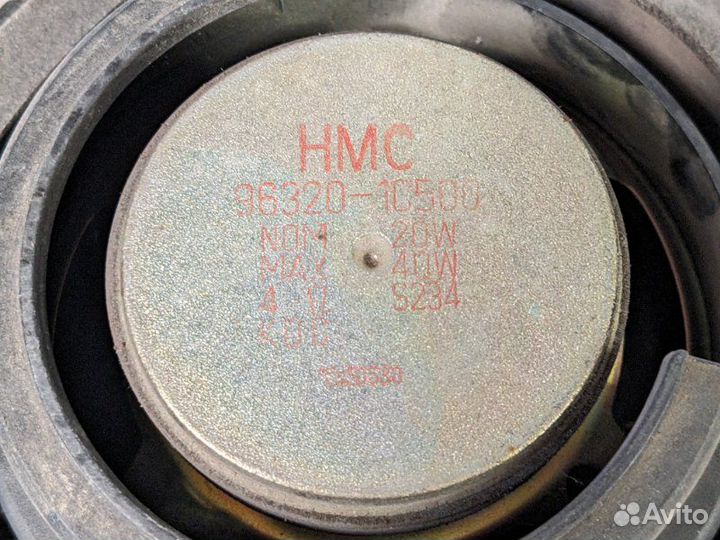 HMC
96320-1C500
NOM 20W
MAX 40W
4 Ω S234
Avito